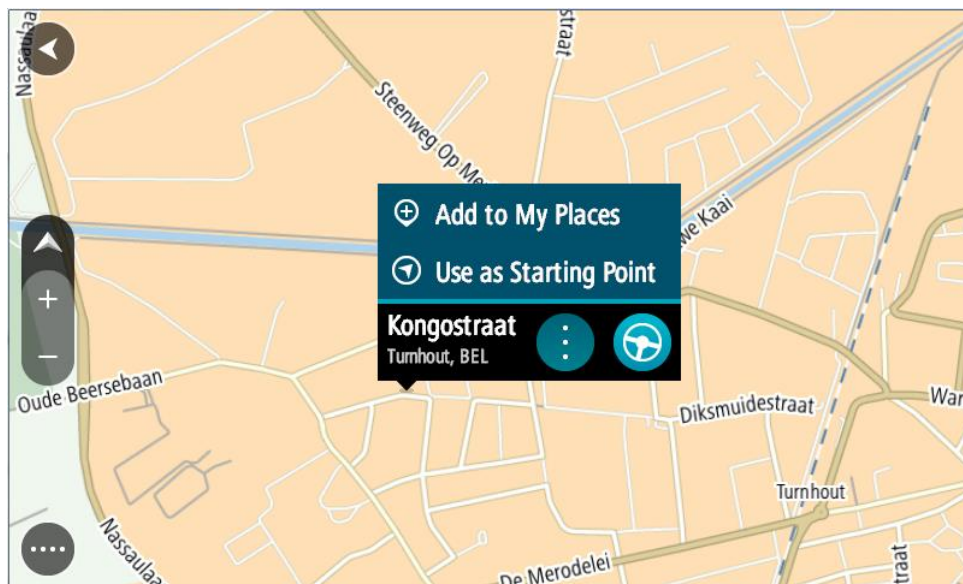 Nassaulaa
straat
Steenweg Op Me
Add to My Places
we Kaai
Use as Starting Point
Kongostraat
Turnhout, BEL
Oude Beersebaan
Diksmuidestraat
War
Turnhout
Nassaulaa
De Merodelei
straat